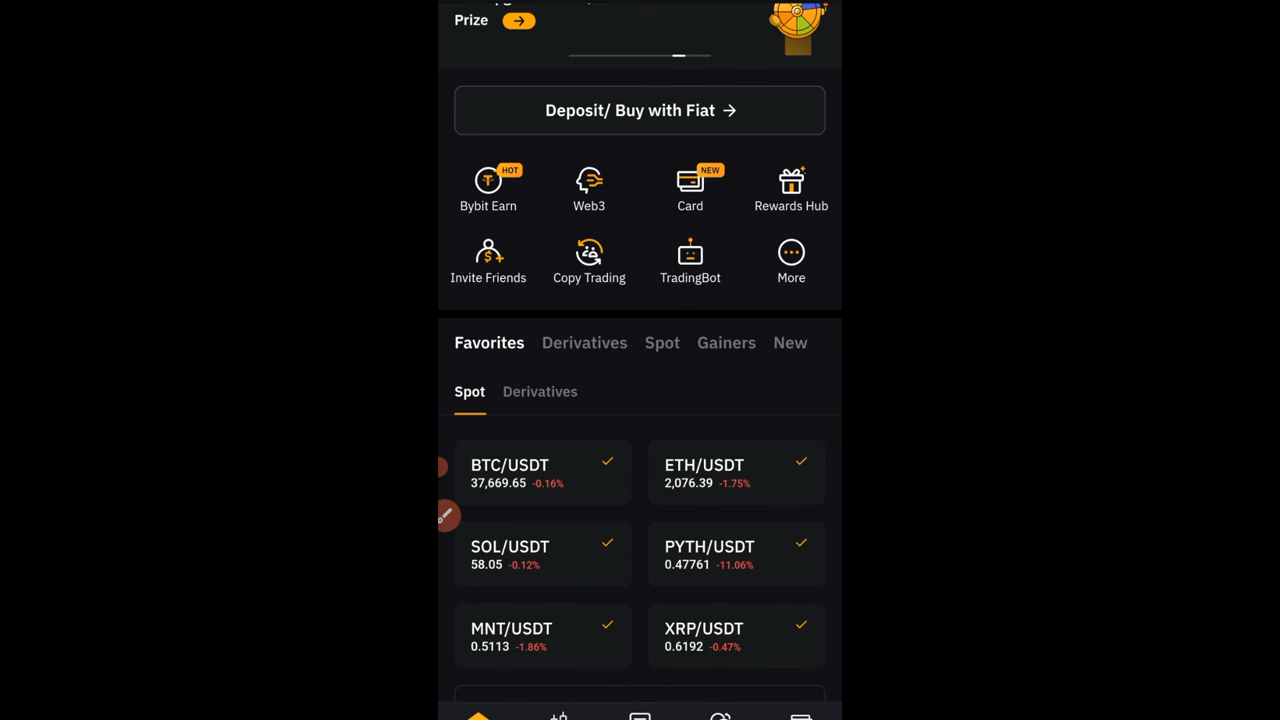 Prize
Deposit/ Buy with Fiat →
HOT
NEW
Bybit Earn
Web3
Card
Rewards Hub
Invite Friends
Copy Trading
TradingBot
More
Favorites Derivatives Spot Gainers New
Spot Derivatives
BTC/USDT
37,669.65 -0.16%
ETH/USDT
2,076.39 -1.75%
SOL/USDT
58.05 -0.12%
PYTH/USDT
0.47761 -11.06%
MNT/USDT
0.5113 -1.86%
XRP/USDT
0.6192 -0.47%